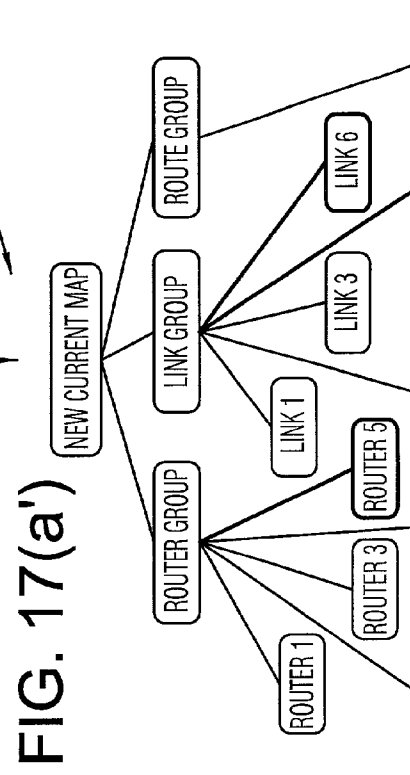 FIG. 17(a')
NEW CURRENT MAP
ROUTER GROUP
LINK GROUP
ROUTE GROUP
ROUTER 1
ROUTER 3
ROUTER 5
LINK 1
LINK 3
LINK 6